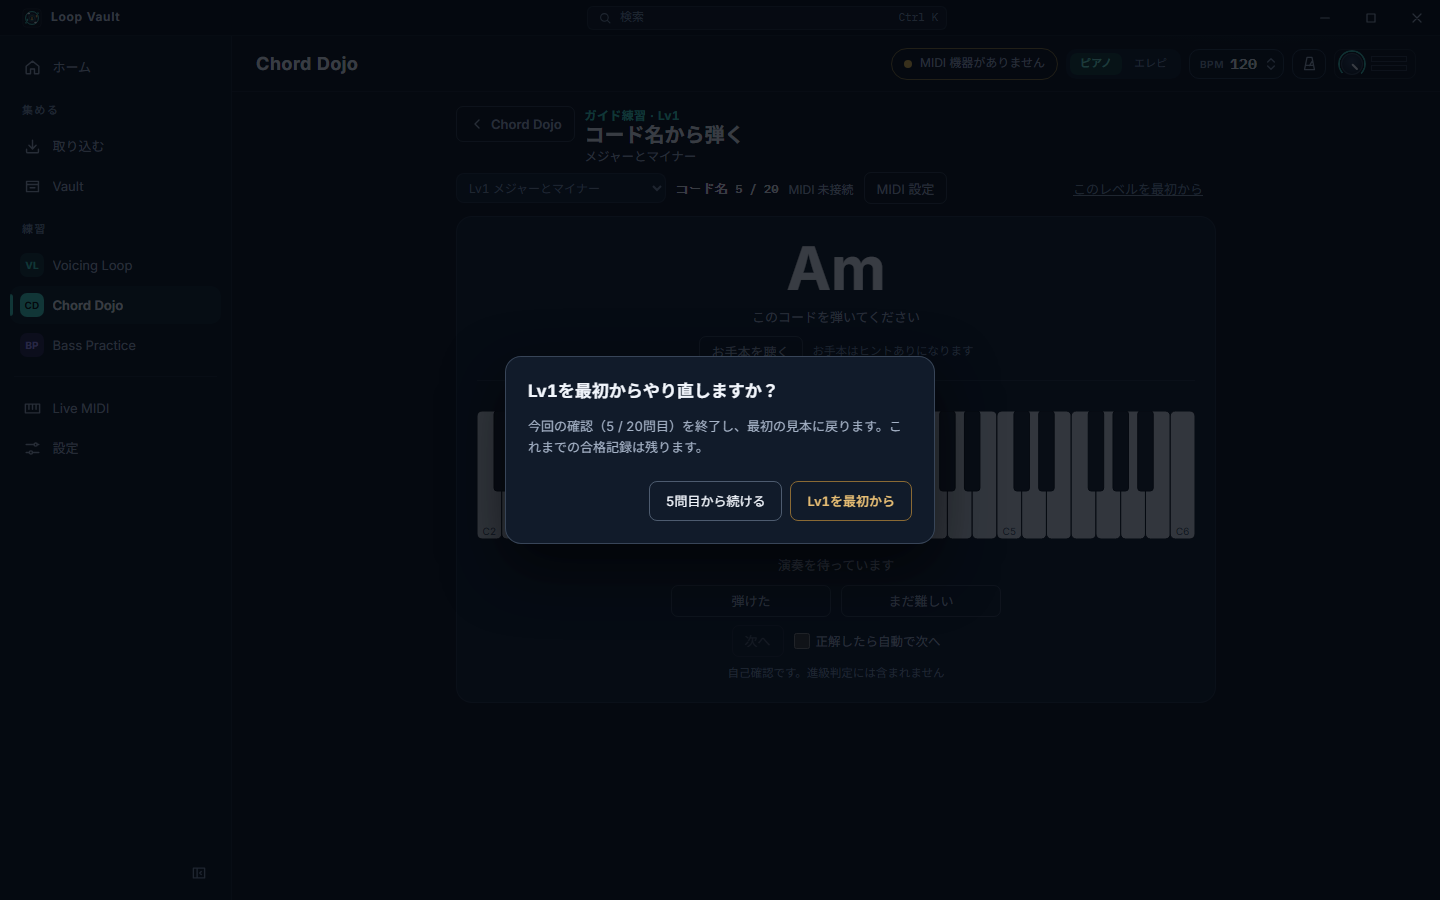 Loop Vault
検索
Ctrl K
ホーム
集める
取り込む
Vault
練習
VL Voicing Loop
CD Chord Dojo
BP Bass Practice
Live MIDI
設定
Chord Dojo
MIDI 機器がありません
ピアノ
エレピ
BPM 120
Chord Dojo
ガイド練習 · Lv1
コード名から弾く
メジャーとマイナー
Lv1 メジャーとマイナー
コード名 5 / 20
MIDI 未接続
MIDI 設定
このレベルを最初から
Am
このコードを弾いてください
お手本を聴く
お手本はヒントありになります
Lv1を最初からやり直しますか？
今回の確認（5 / 20問目）を終了し、最初の見本に戻ります。こ
れまでの合格記録は残ります。
5問目から続ける
Lv1を最初から
C2
C5
C6
演奏を待っています
弾けた
まだ難しい
次へ
正解したら自動で次へ
自己確認です。進級判定には含まれません